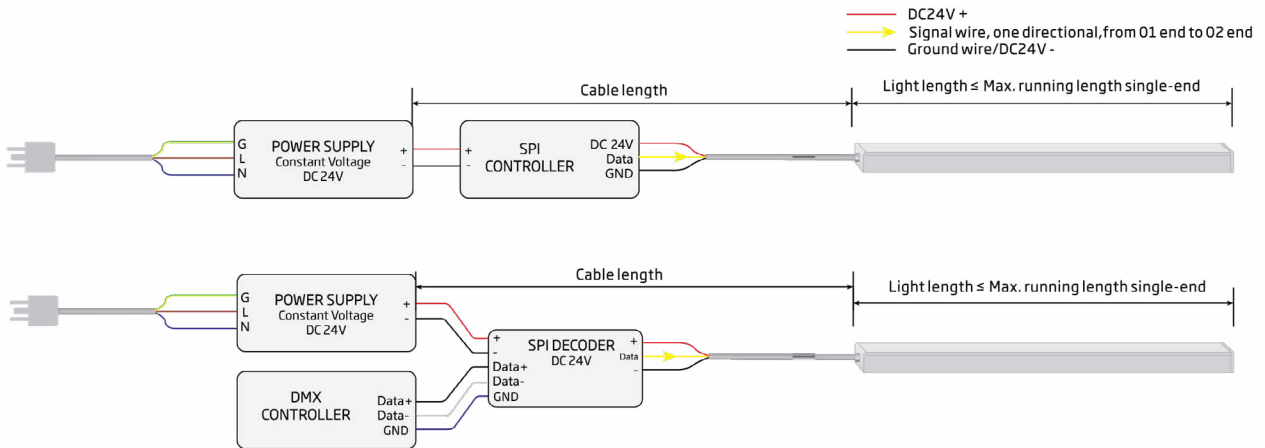 DC24V +
Signal wire, one directional,from 01 end to 02 end
Ground wire/DC24V -
Cable length
Light length ≤ Max. running length single-end
G
L
N
POWER SUPPLY
Constant Voltage
DC 24V
+
-
+
-
SPI
CONTROLLER
DC 24V
Data
GND
Cable length
Light length ≤ Max. running length single-end
G
L
N
POWER SUPPLY
Constant Voltage
DC 24V
+
-
+
-
Data+
Data-
GND
SPI DECODER
DC 24V
+
Data
-
DMX
CONTROLLER
Data+
Data-
GND